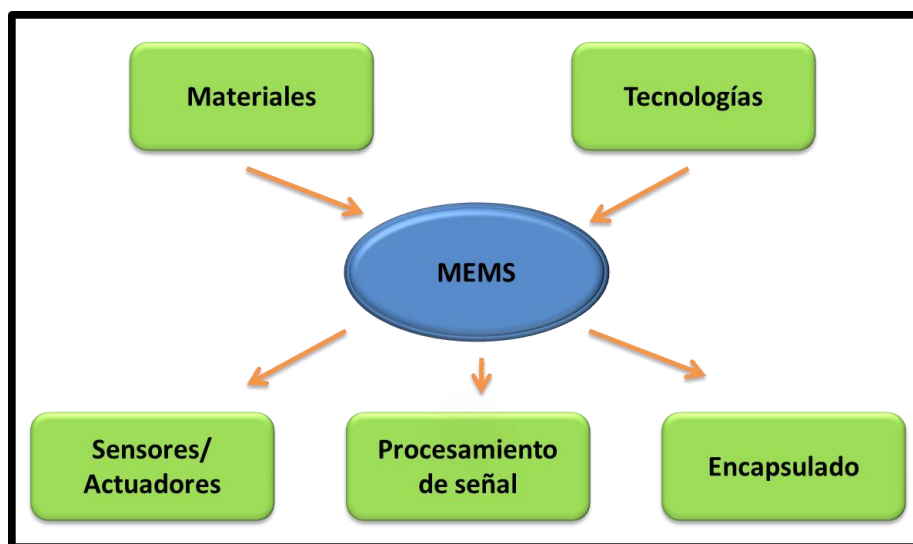 Materiales
Tecnologías
MEMS
Sensores/
Actuadores
Procesamiento
de señal
Encapsulado